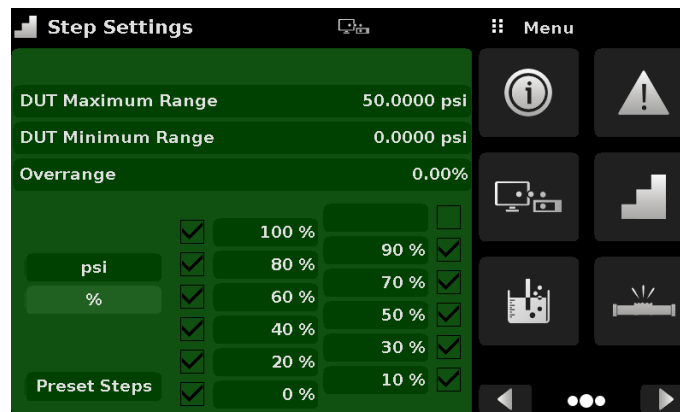 Step Settings
Menu
DUT Maximum Range 50.0000 psi
DUT Minimum Range 0.0000 psi
Overrange 0.00%
100 %
90 %
psi
80 %
70 %
%
60 %
50 %
40 %
30 %
20 %
10 %
Preset Steps
0 %